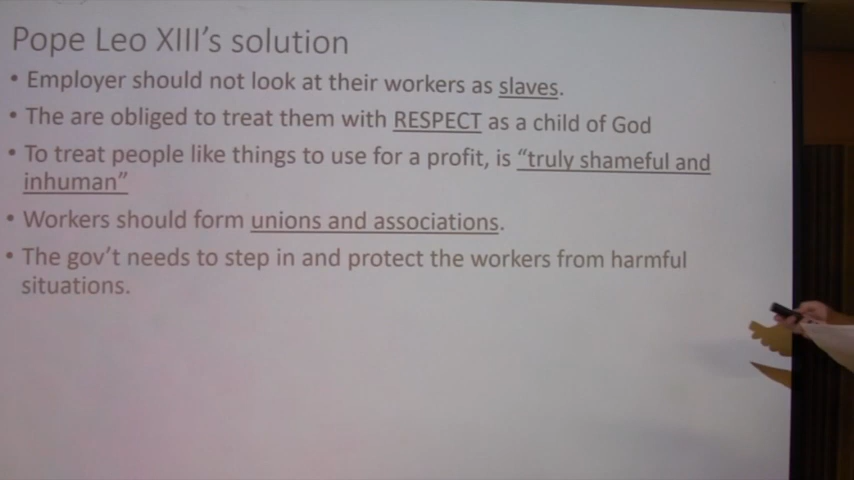 Pope Leo XIII's solution
• Employer should not look at their workers as slaves.
• The are obliged to treat them with RESPECT as a child of God
• To treat people like things to use for a profit, is "truly shameful and
inhuman"
• Workers should form unions and associations.
• The gov't needs to step in and protect the workers from harmful
situations.